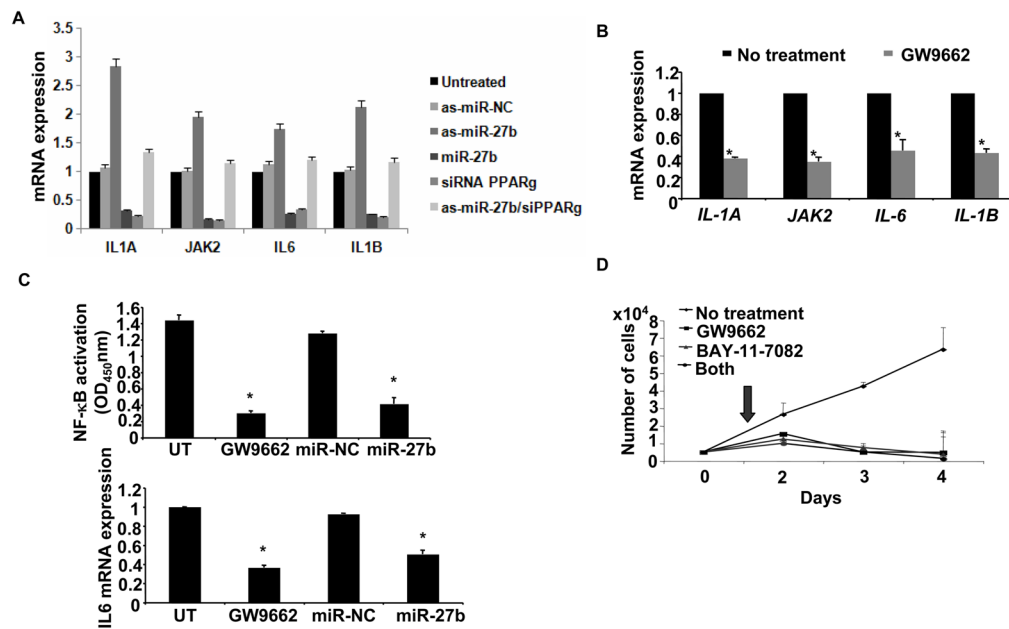 A
mRNA expression
3.5
3
2.5
2
1.5
1
0.5
0
IL1A
JAK2
IL6
IL1B
Untreated
as-miR-NC
as-miR-27b
miR-27b
siRNA PPARg
as-miR-27b/siPPARg
B
No treatment
GW9662
mRNA expression
1.2
1
0.8
0.6
0.4
0.2
0
* * * *
IL-1A
JAK2
IL-6
IL-1B
C
NF-κB activation
(OD450nm)
1.6
1.4
1.2
1
0.8
0.6
0.4
0.2
0
* *
UT
GW9662
miR-NC
miR-27b
IL6 mRNA expression
1.2
1
0.8
0.6
0.4
0.2
0
* *
UT
GW9662
miR-NC
miR-27b
D
x10⁴
No treatment
GW9662
BAY-11-7082
Both
Number of cells
8
7
6
5
4
3
2
1
0
0
2
3
4
Days